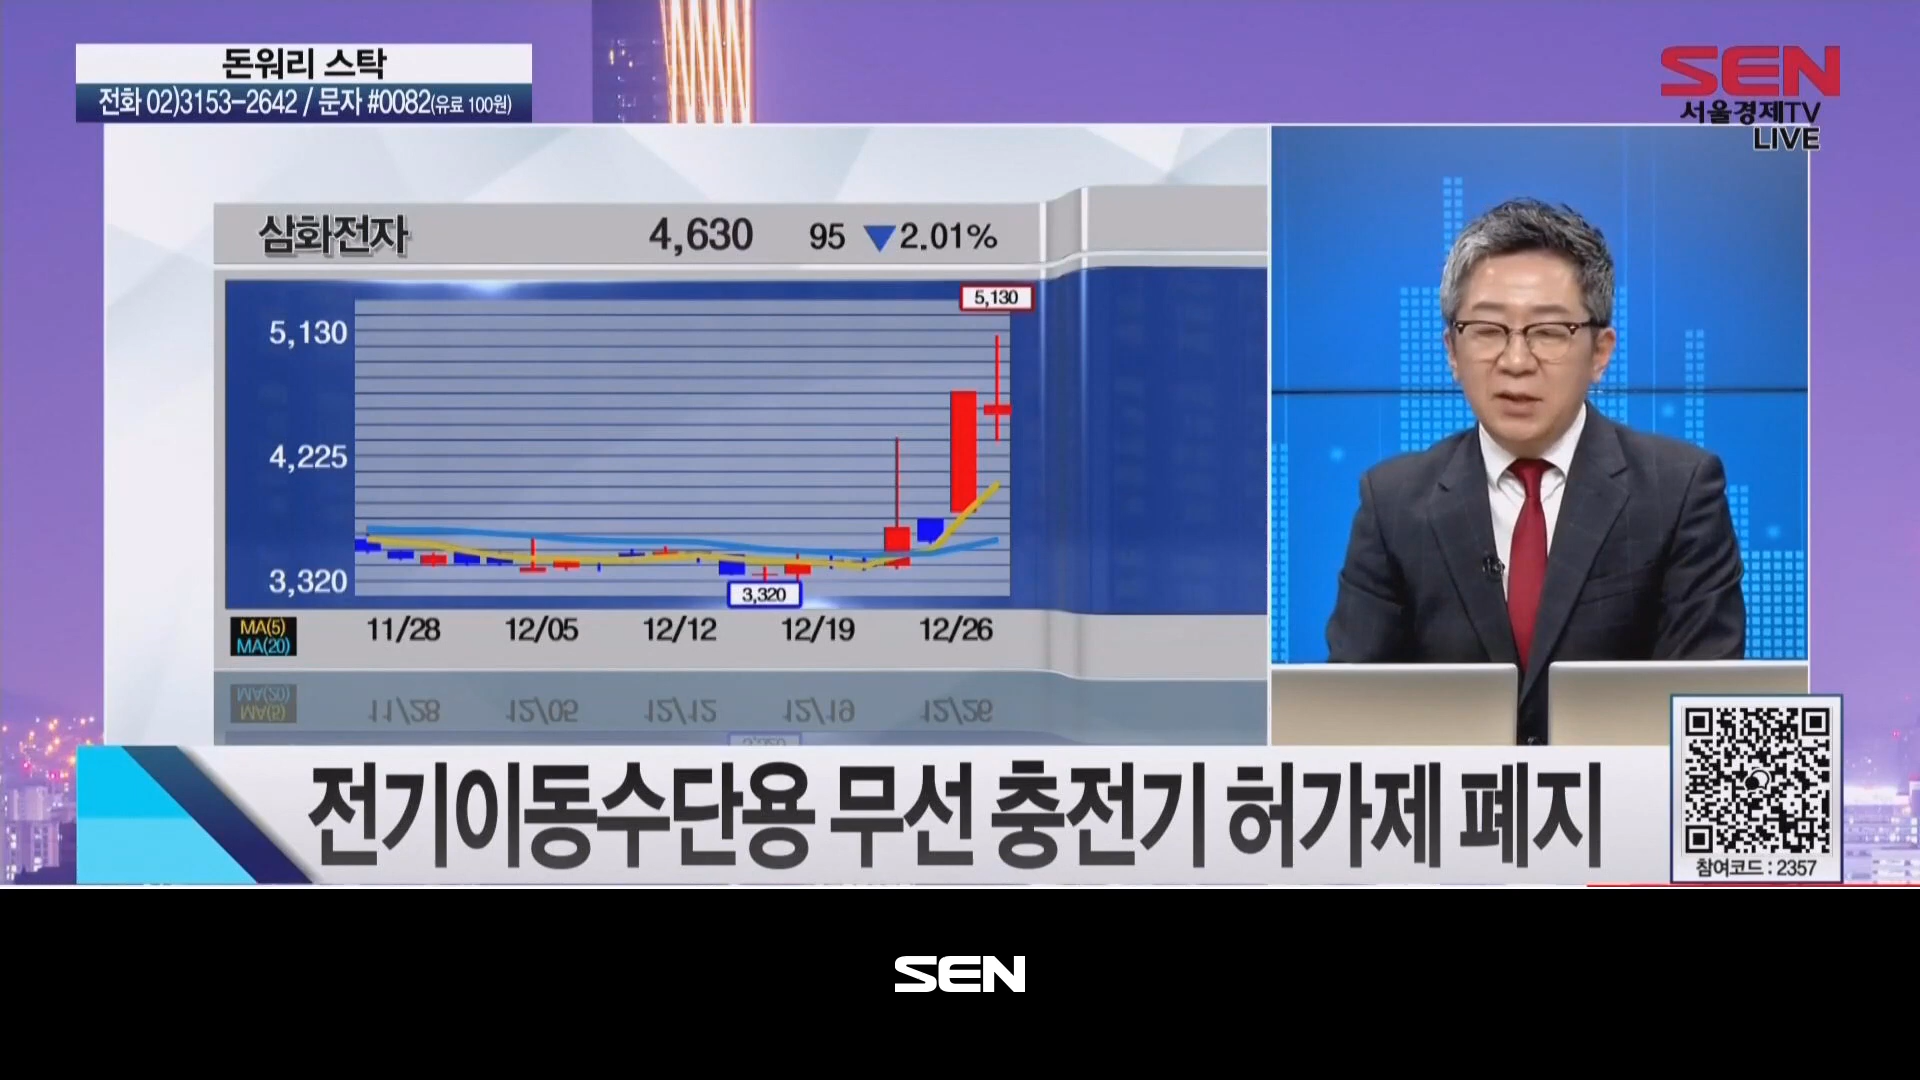 돈워리 스탁
전화 02)3153-2642 / 문자 #0082(유료 100원)
SEN
서울경제TV
LIVE
삼화전자 4,630 95 ▼2.01%
5,130
5,130
4,225
3,320
3,320
MA(5)
MA(20)
11/28 12/05 12/12 12/19 12/26
전기이동수단용 무선 충전기 허가제 폐지
참여코드 : 2357
SEN